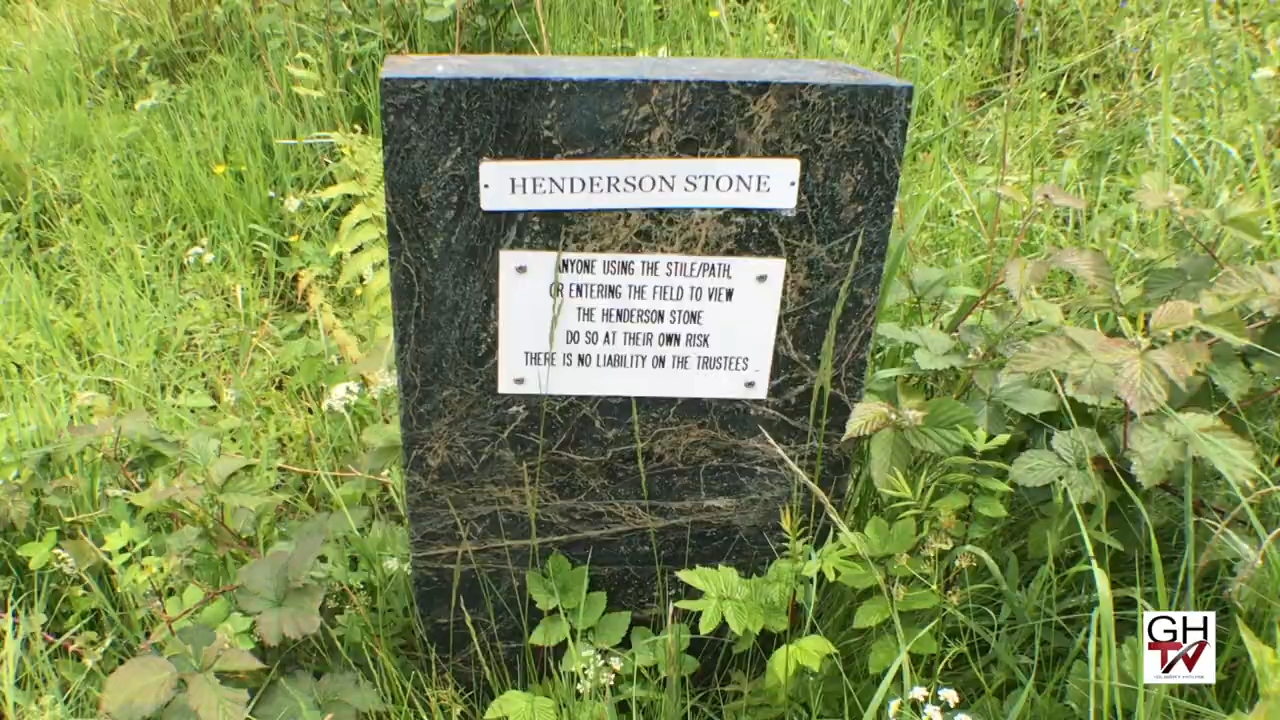 HENDERSON STONE
ANYONE USING THE STILE/PATH,
OR ENTERING THE FIELD TO VIEW
THE HENDERSON STONE
DO SO AT THEIR OWN RISK
THERE IS NO LIABILITY ON THE TRUSTEES
GH
TV